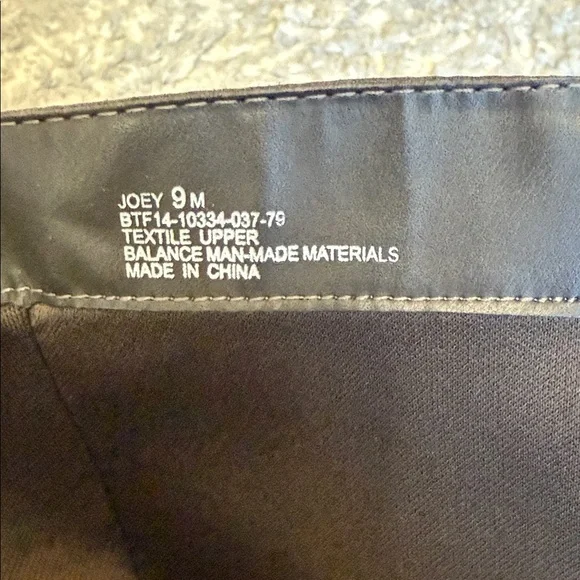 JOEY 9 M
BTF14-10334-037-79
TEXTILE UPPER
BALANCE MAN-MADE MATERIALS
MADE IN CHINA